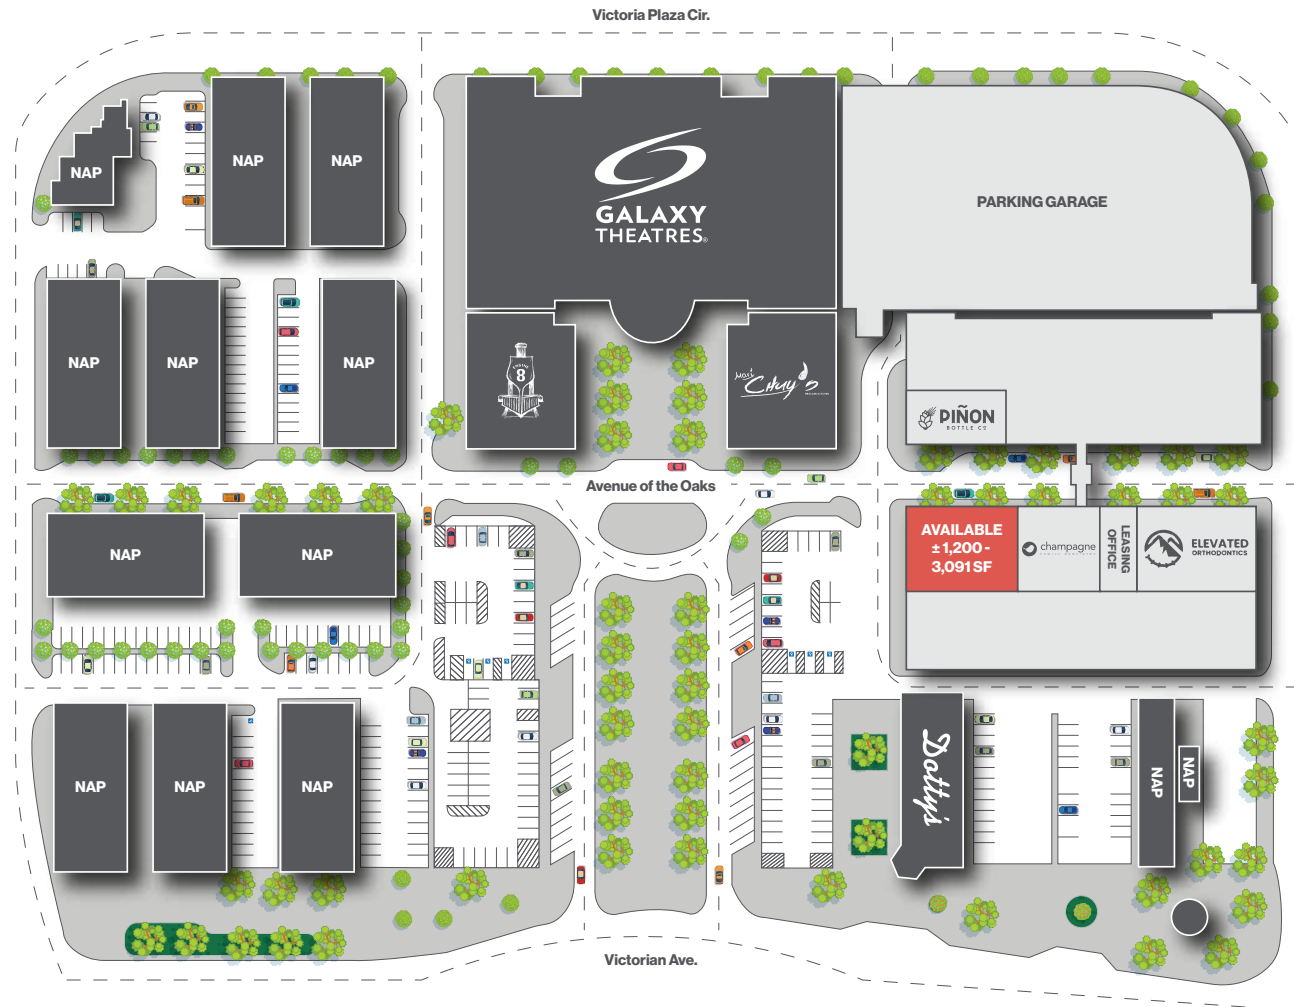 Victoria Plaza Cir.
NAP
NAP
NAP
GALAXY
THEATRES®
PARKING GARAGE
NAP
NAP
NAP
8
Chuy's
PIÑON
BOTTLE CO
Avenue of the Oaks
NAP
NAP
AVAILABLE
±1,200 -
3,091 SF
champagne
LEASING
OFFICE
ELEVATED
ORTHODONTICS
NAP
NAP
NAP
Dotty's
NAP
NAP
Victorian Ave.